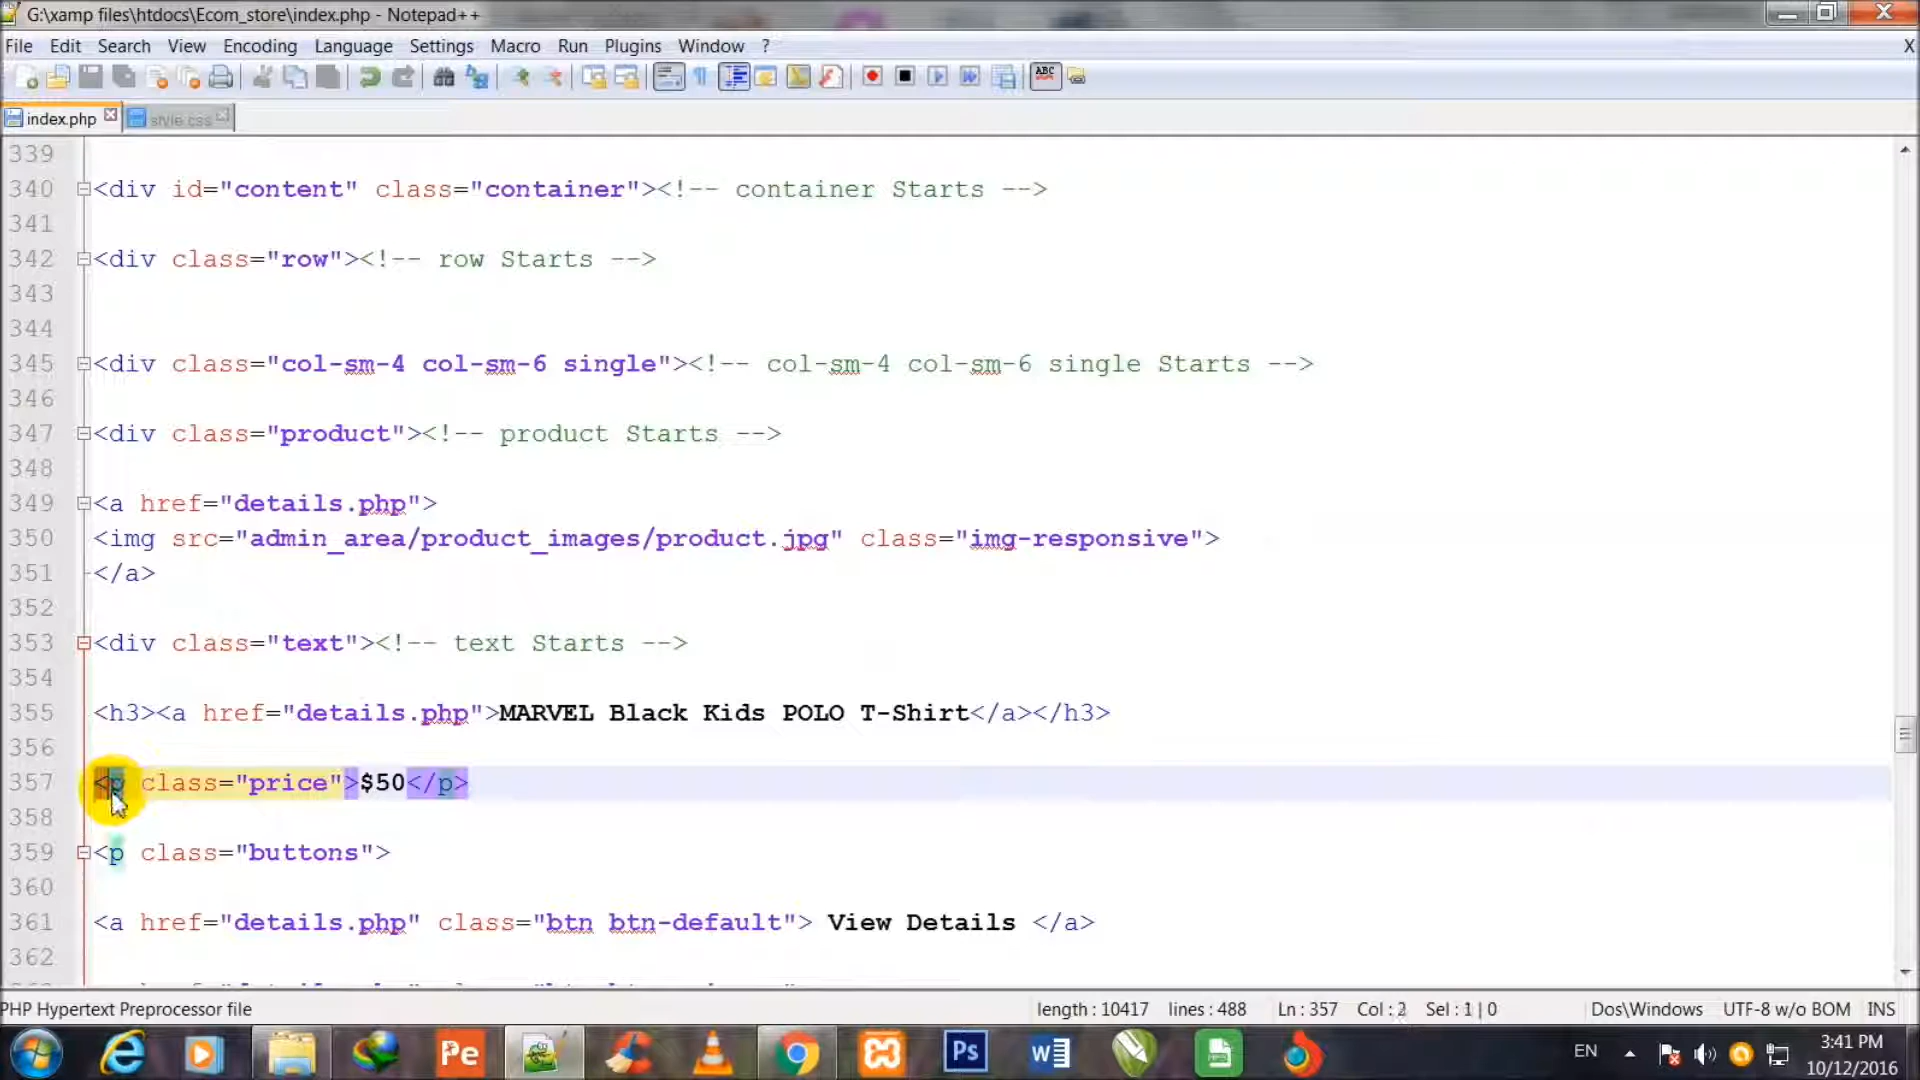 G:\xamp files\htdocs\Ecom_store\index.php - Notepad++
File Edit Search View Encoding Language Settings Macro Run Plugins Window ? X
ABC
index.php style.css
339
340 <div id="content" class="container"><!-- container Starts -->
341
342 <div class="row"><!-- row Starts -->
343
344
345 <div class="col-sm-4 col-sm-6 single"><!-- col-sm-4 col-sm-6 single Starts -->
346
347 <div class="product"><!-- product Starts -->
348
349 <a href="details.php">
350 <img src="admin_area/product_images/product.jpg" class="img-responsive">
351 </a>
352
353 <div class="text"><!-- text Starts -->
354
355 <h3><a href="details.php">MARVEL Black Kids POLO T-Shirt</a></h3>
356
357 <p class="price">$50</p>
358
359 <p class="buttons">
360
361 <a href="details.php" class="btn btn-default"> View Details </a>
362
PHP Hypertext Preprocessor file length : 10417 lines : 488 Ln : 357 Col : 2 Sel : 1 | 0 Dos\Windows UTF-8 w/o BOM INS
Pe Ps W EN 3:41 PM
10/12/2016